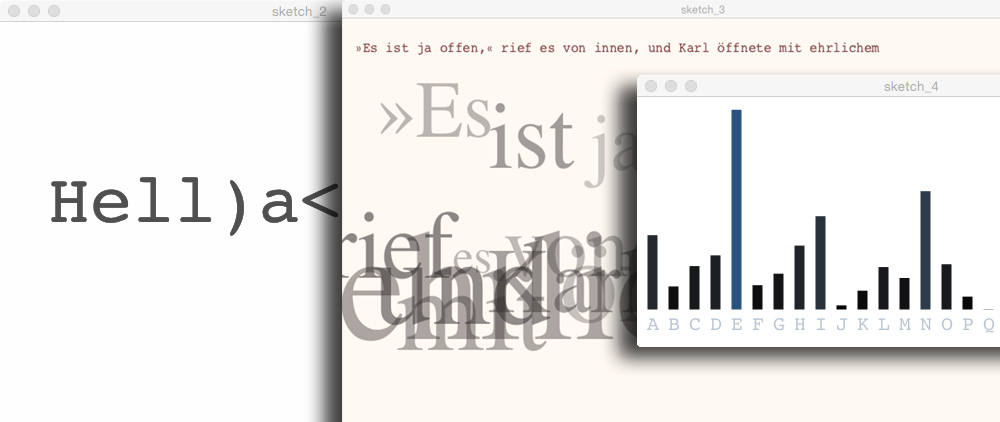 sketch_2
Hell)a<
sketch_3
»Es ist ja offen,« rief es von innen, und Karl öffnete mit ehrlichem
»Es ist ja
rief es von
und Karl
mit
sketch_4
A B C D E F G H I J K L M N O P Q